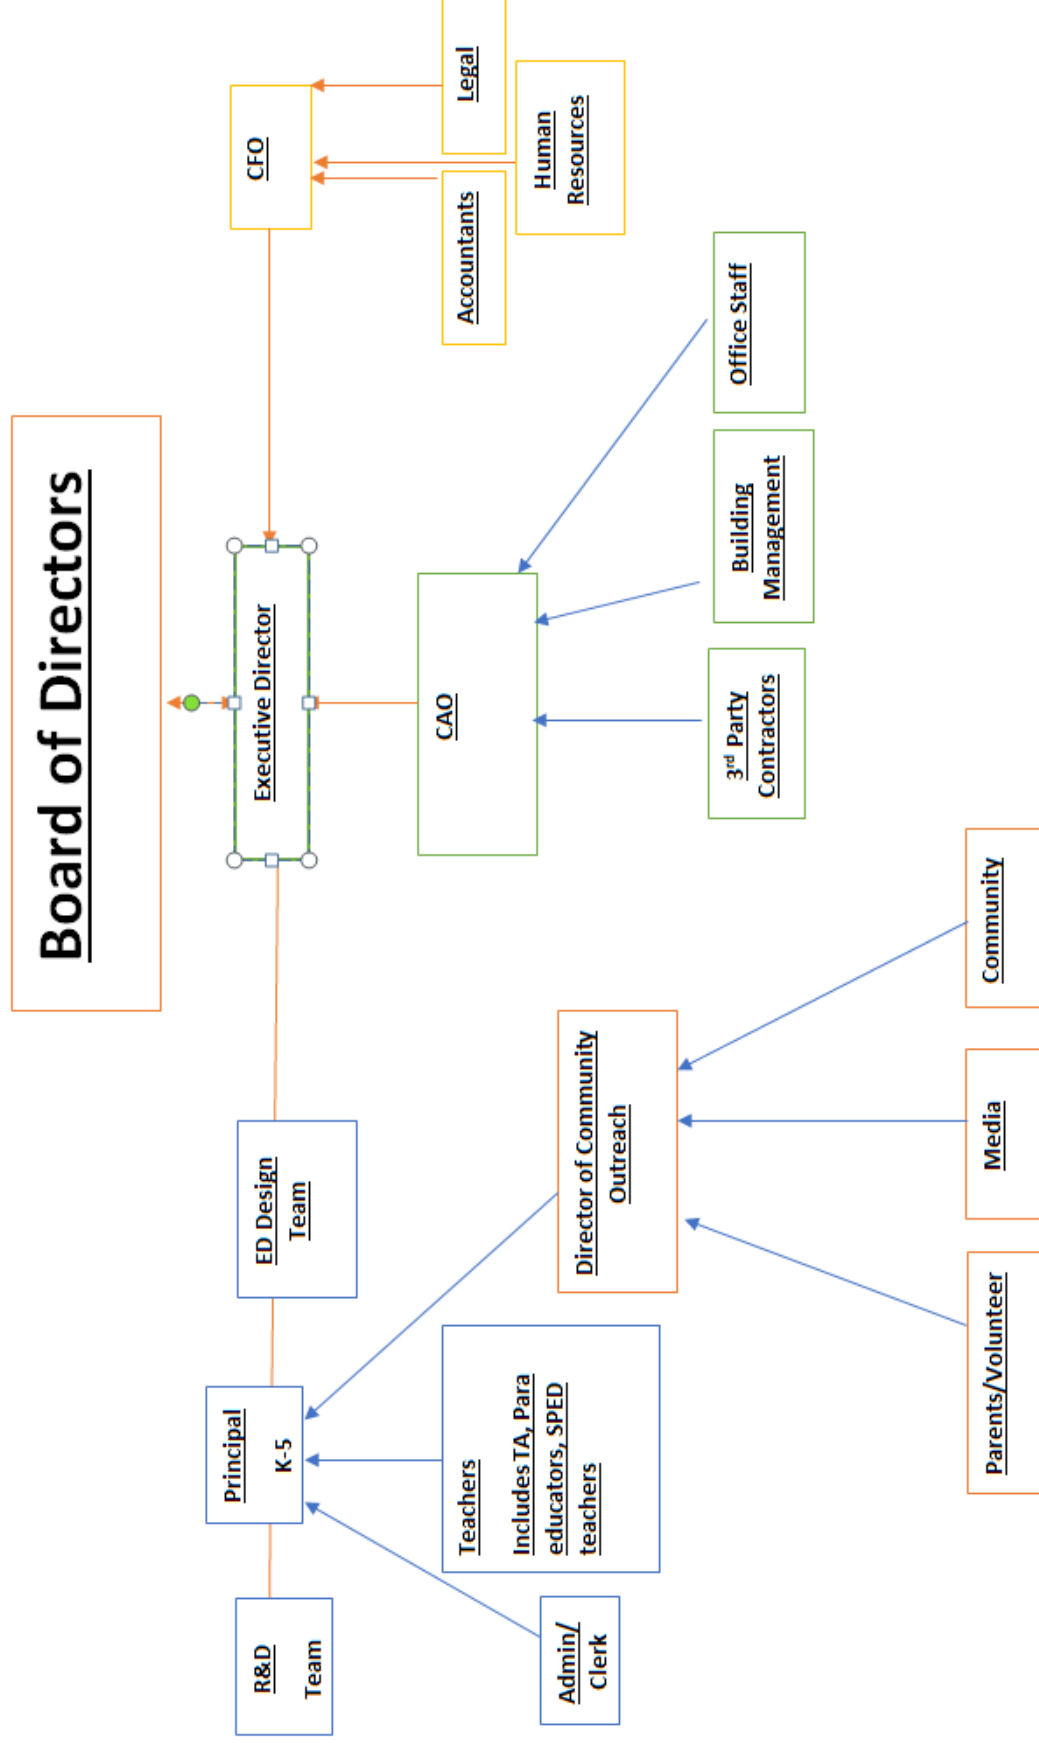 Board of Directors
R&D
Team
Principal
K-5
ED Design
Team
Executive Director
CFO
Admin/
Clerk
Teachers
Includes TA, Para
educators, SPED
teachers
Director of Community
Outreach
CAO
Accountants
Legal
Human
Resources
3rd Party
Contractors
Building
Management
Office Staff
Parents/Volunteer
Media
Community